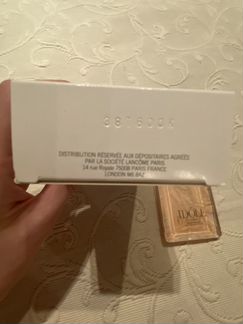 38T600K
DISTRIBUTION RÉSERVÉE AUX DÉPOSITAIRES AGRÉÉS
PAR LA SOCIÉTÉ LANCÔME PARIS
14 rue Royale 75008 PARIS FRANCE
LONDON W6 8AZ
IDÔLE